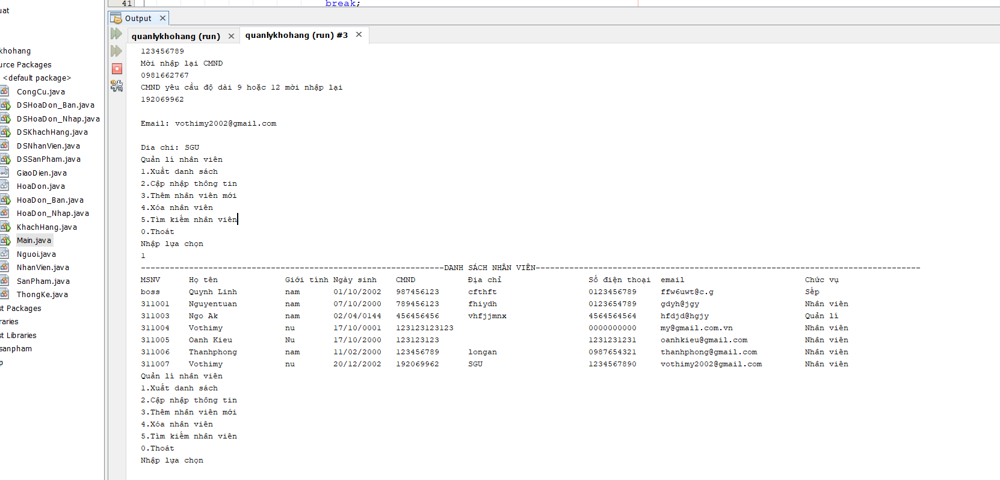 41 break;
Output
quanlykhohang (run) quanlykhohang (run) #3
uat
khohang
urce Packages
<default package>
CongCu.java
DSHoaDon_Ban.java
DSHoaDon_Nhap.java
DSKhachHang.java
DSNhanVien.java
DSSanPham.java
GiaoDien.java
HoaDon.java
HoaDon_Ban.java
HoaDon_Nhap.java
KhachHang.java
Main.java
Nguoi.java
NhanVien.java
SanPham.java
ThongKe.java
st Packages
raries
st Libraries
sanpham
p
123456789
Mời nhập lại CMND
0981662767
CMND yêu cầu độ dài 9 hoặc 12 mời nhập lại
192069962
Email: vothimy2002@gmail.com
Dia chi: SGU
Quản lí nhân viên
1.Xuất danh sách
2.Cập nhập thông tin
3.Thêm nhân viên mới
4.Xóa nhân viên
5.Tìm kiếm nhân viên
0.Thoát
Nhập lựa chọn
1
---------------------------------------------------------------DANH SÁCH NHÂN VIÊN--------------------------------------------------------------------------------
MSNV Họ tên Giới tính Ngày sinh CMND Địa chỉ Số điện thoại email Chức vụ
boss Quynh Linh nam 01/10/2002 987456123 cfthft 0123456789 ffw6uwt@c.g Sếp
311001 Nguyentuan nam 07/10/2000 789456123 fhiydh 0123654789 gdyh@jgy Nhân viên
311003 Ngo Ak nam 02/04/0144 456456456 vhfjjmnx 4564564564 hfdjd@hgjy Quản lí
311004 Vothimy nu 17/10/0001 123123123123 0000000000 my@gmail.com.vn Nhân viên
311005 Oanh Kieu Nu 17/10/2000 123123123 1231231231 oanhkieu@gmail.com Nhân viên
311006 Thanhphong nam 11/02/2000 123456789 longan 0987654321 thanhphong@gmail.com Nhân viên
311007 Vothimy nu 20/12/2002 192069962 SGU 1234567890 vothimy2002@gmail.com Nhân viên
Quản lí nhân viên
1.Xuất danh sách
2.Cập nhập thông tin
3.Thêm nhân viên mới
4.Xóa nhân viên
5.Tìm kiếm nhân viên
0.Thoát
Nhập lựa chọn